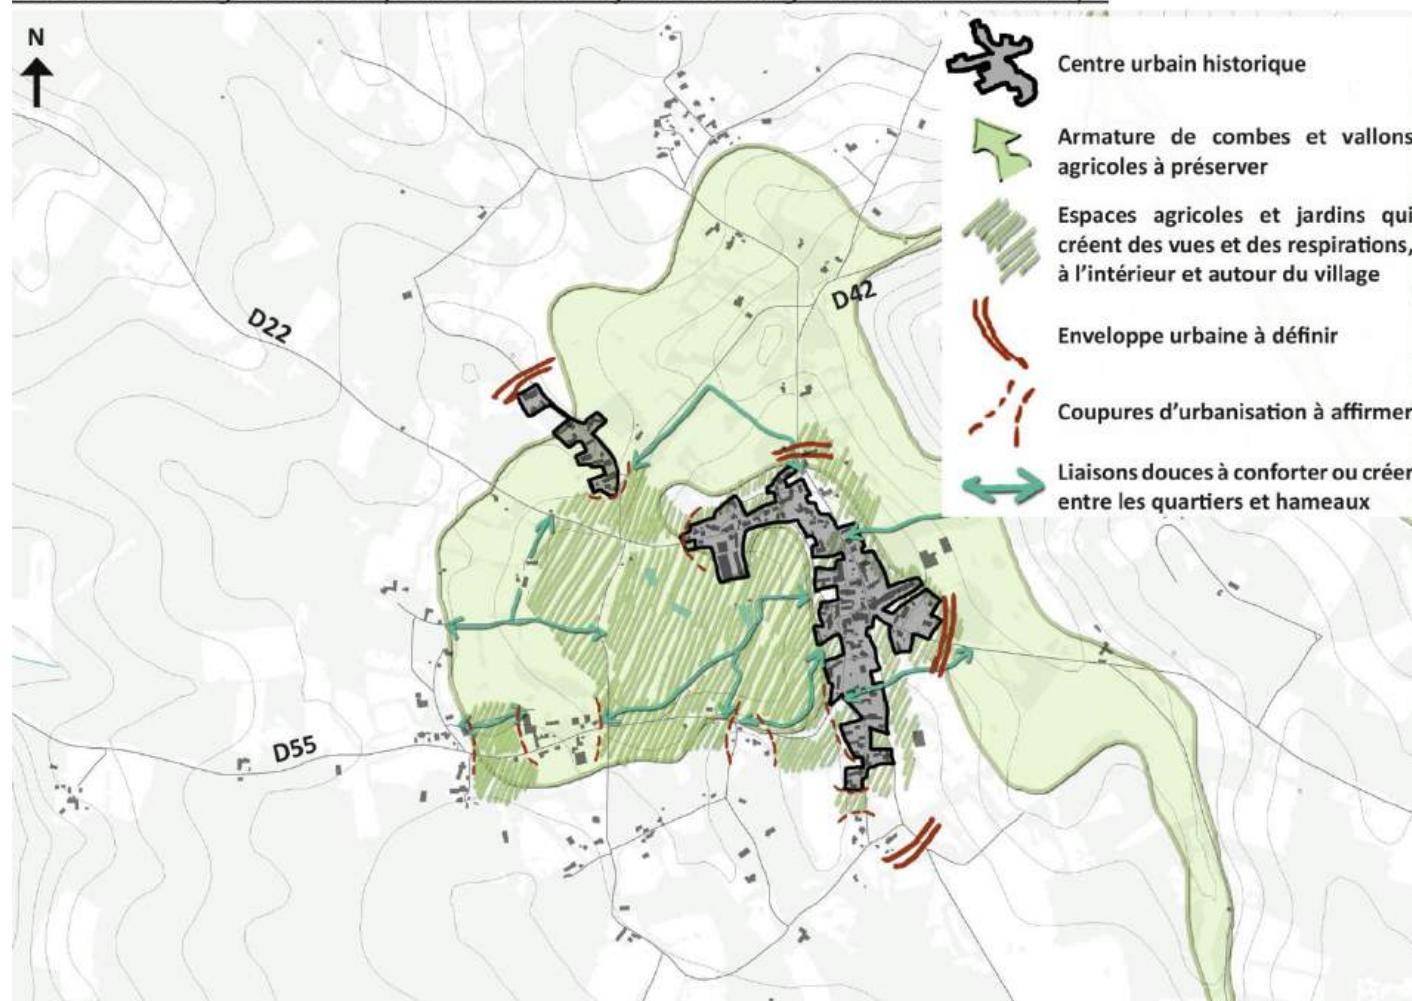 N
Centre urbain historique
Armature de combes et vallons
agricoles à préserver
Espaces agricoles et jardins qui
créent des vues et des respirations,
à l'intérieur et autour du village
D42
D22
Enveloppe urbaine à définir
Coupures d'urbanisation à affirmer
Liaisons douces à conforter ou créer
entre les quartiers et hameaux
D55